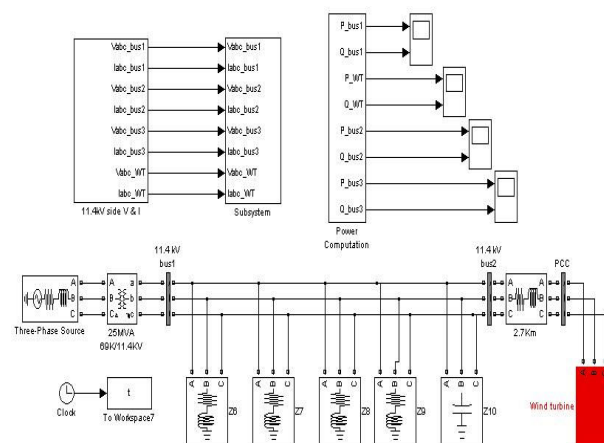 Vabc_bus1
Iabc_bus1
Vabc_bus2
Iabc_bus2
Vabc_bus3
Iabc_bus3
Vabc_WT
Iabc_WT
11.4kV side V & I
Vabc_bus1
Iabc_bus1
Vabc_bus2
Iabc_bus2
Vabc_bus3
Iabc_bus3
Vabc_WT
Iabc_WT
Subsystem
P_bus1
Q_bus1
P_WT
Q_WT
P_bus2
Q_bus2
P_bus3
Q_bus3
Power
Computation
11.4 kV
bus1
11.4 kV
bus2
PCC
A
B
C
Three-Phase Source
A
B
C
a
b
c
25MVA
69K/11.4kV
A
B
C
A
B
C
2.7Km
A B C
Z6
A B C
Z7
A B C
Z8
A B C
Z9
A B C
Z10
A B C
Wind turbine
Clock
t
To Workspace7